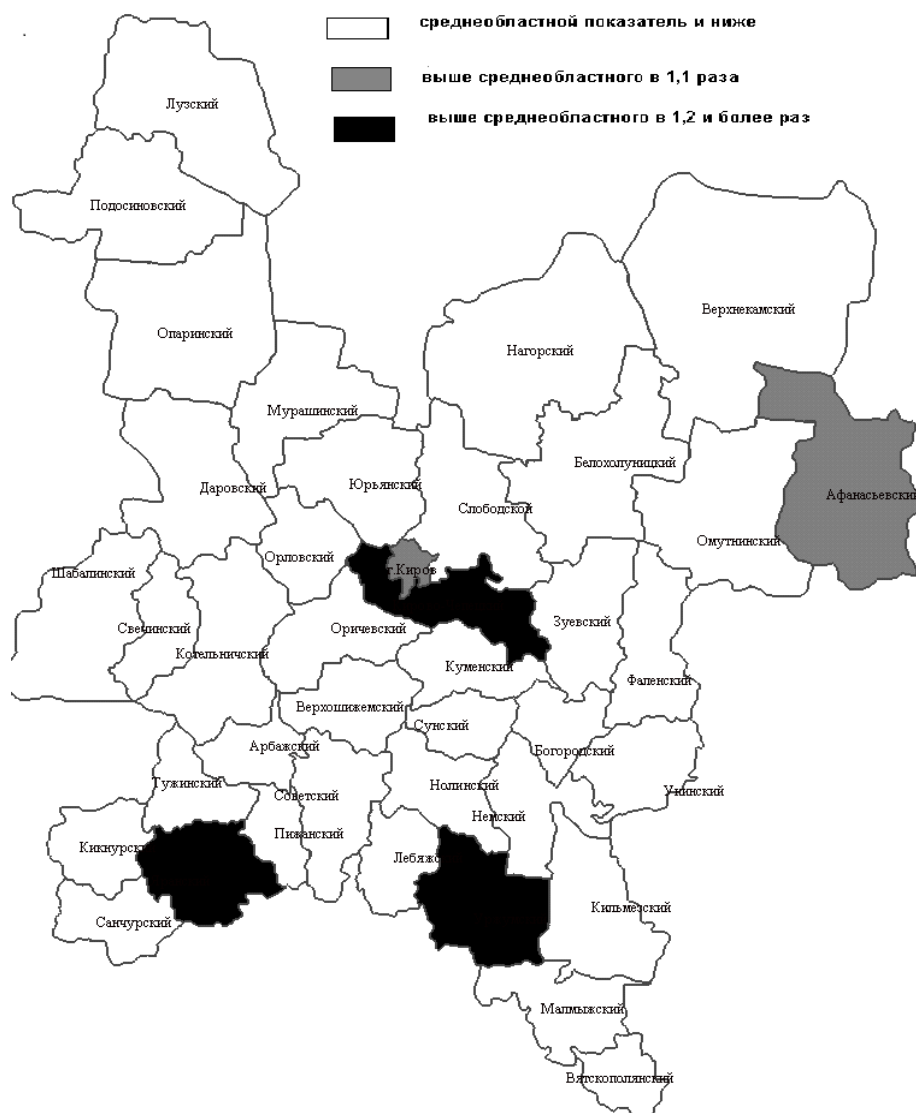 среднеобластной показатель и ниже
выше среднеобластного в 1,1 раза
выше среднеобластного в 1,2 и более раз
Лузский
Подосиновский
Верхнекамский
Опаринский
Нагорский
Мурашинский
Белохолуницкий
Юрьянский
Даровский
Афанасьевский
Слободской
Омутнинский
Орловский
г.Киров
Шабалинский
Зуевский
Свечинский
Оричевский
Котельничский
Куменский
Фаленский
Верхошижемский
Сунский
Арбажский
Богородский
Тужинский
Нолинский
Унинский
Советский
Немский
Пижанский
Кикнурск
Лебяжс
Санчурский
Кильмезский
Малмыжский
Вятскополянский